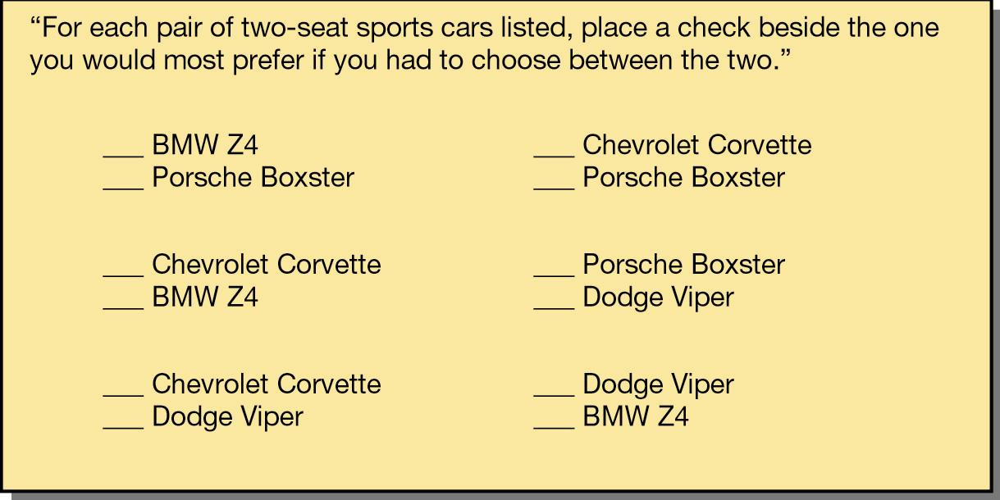 “For each pair of two-seat sports cars listed, place a check beside the one
you would most prefer if you had to choose between the two.”
___ BMW Z4
___ Porsche Boxster
___ Chevrolet Corvette
___ Porsche Boxster
___ Chevrolet Corvette
___ BMW Z4
___ Porsche Boxster
___ Dodge Viper
___ Chevrolet Corvette
___ Dodge Viper
___ Dodge Viper
___ BMW Z4